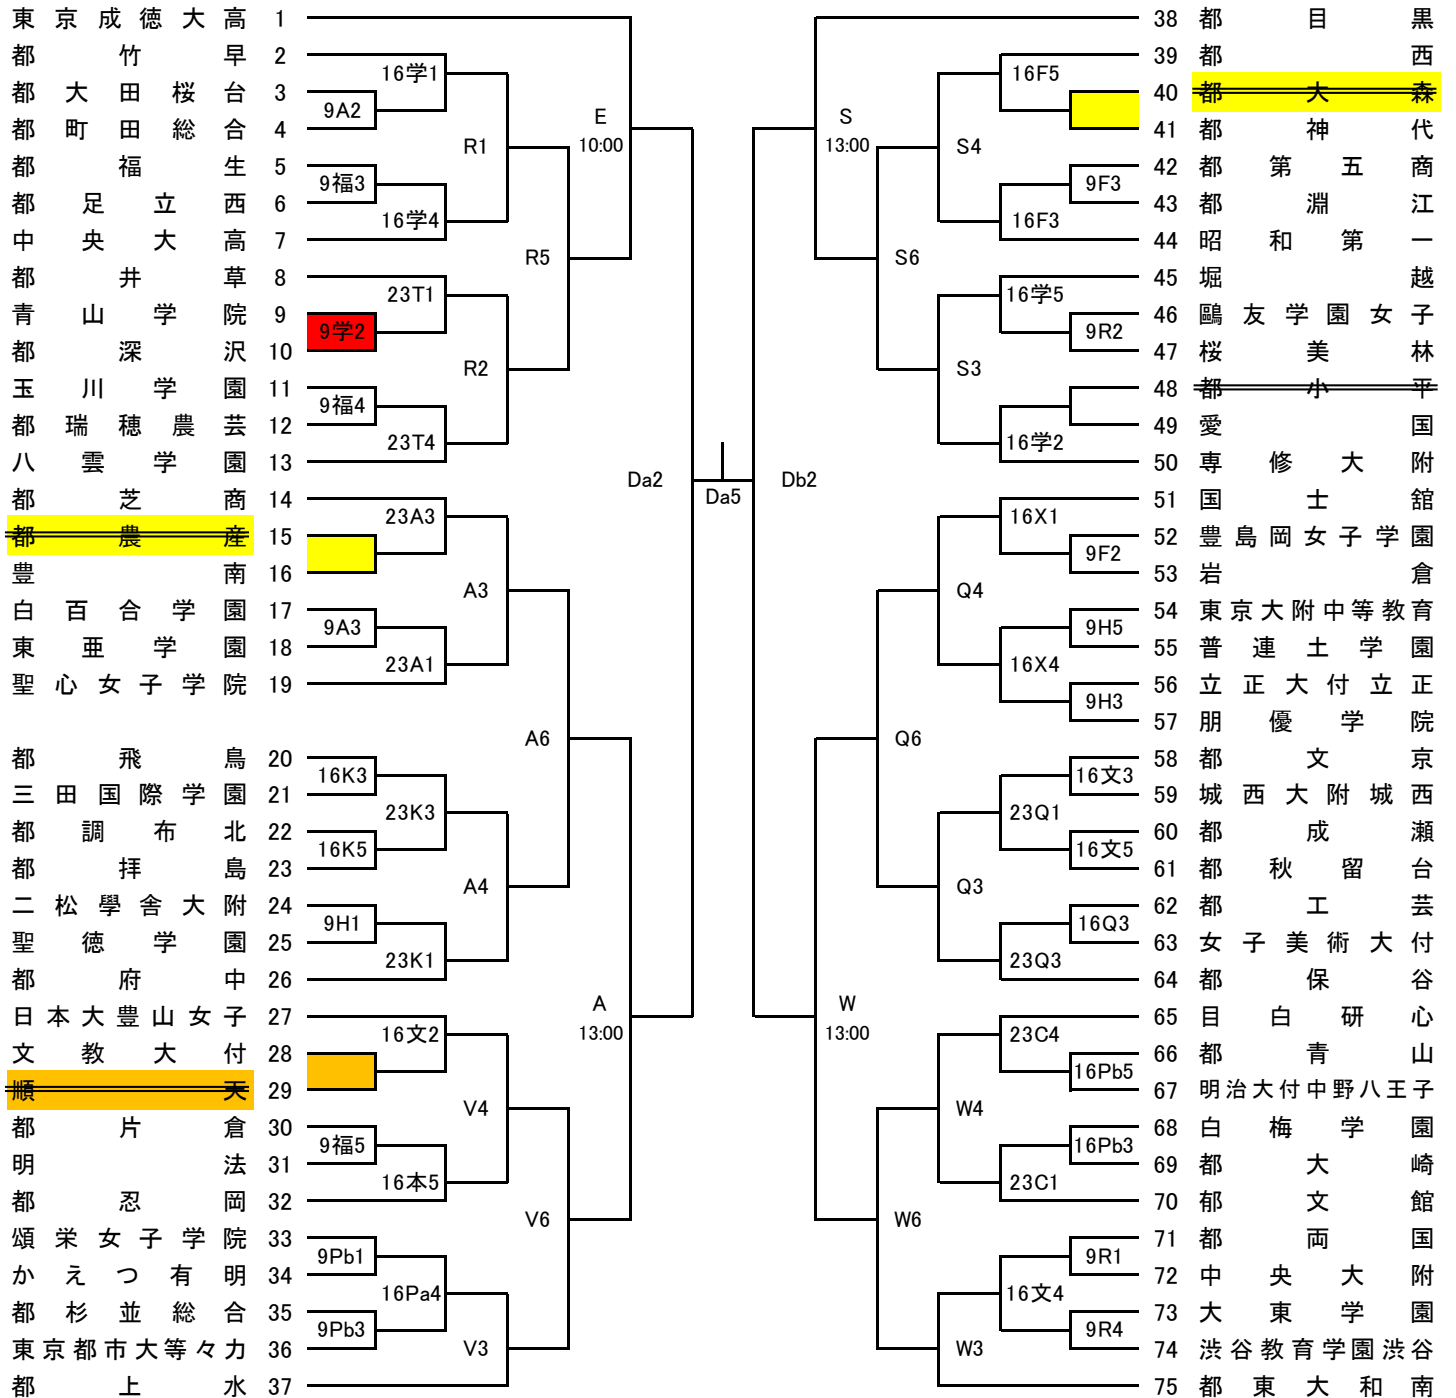 東京成徳大高 1
都竹早 2
都大田桜台 3
都町田総合 4
都福生 5
都足立西 6
中央大高 7
都井草 8
青山学院 9
都深沢 10
玉川学園 11
都瑞穂農芸 12
八雲学園 13
都芝商 14
都農産 15
豊南 16
白百合学園 17
東亜学園 18
聖心女子学院 19
都飛鳥 20
三田国際学園 21
都調布北 22
都拝島 23
二松學舎大附 24
聖徳学園 25
都府中 26
日本大豊山女子 27
文教大付 28
順天 29
都片倉 30
明法 31
都忍岡 32
頌栄女子学院 33
かえつ有明 34
都杉並総合 35
東京都市大等々力 36
都上水 37
16学1
9A2
9福3
16学4
23T1
9学2
9福4
23T4
23A3
9A3
23A1
16K3
23K3
16K5
9H1
23K1
16文2
9福5
16本5
9Pb1
16Pa4
9Pb3
R1
R2
A3
A4
V4
V3
R5
A6
V6
E
10:00
A
13:00
Da2
Da5
Db2
S
13:00
W
13:00
S6
Q6
W6
S4
S3
Q4
Q3
W4
W3
16F5
9F3
16F3
16学5
9R2
16学2
16X1
9F2
9H5
16X4
9H3
16文3
23Q1
16文5
16Q3
23Q3
23C4
16Pb5
16Pb3
23C1
9R1
16文4
9R4
38 都目黒
39 都西
40 都大森
41 都神代
42 都第五商
43 都淵江
44 昭和第一
45 堀越
46 鷗友学園女子
47 桜美林
48 都小平
49 愛国
50 専修大附
51 国士舘
52 豊島岡女子学園
53 岩倉
54 東京大附中等教育
55 普連土学園
56 立正大付立正
57 朋優学院
58 都文京
59 城西大附城西
60 都成瀬
61 都秋留台
62 都工芸
63 女子美術大付
64 都保谷
65 目白研心
66 都青山
67 明治大付中野八王子
68 白梅学園
69 都大崎
70 郁文館
71 都両国
72 中央大附
73 大東学園
74 渋谷教育学園渋谷
75 都東大和南